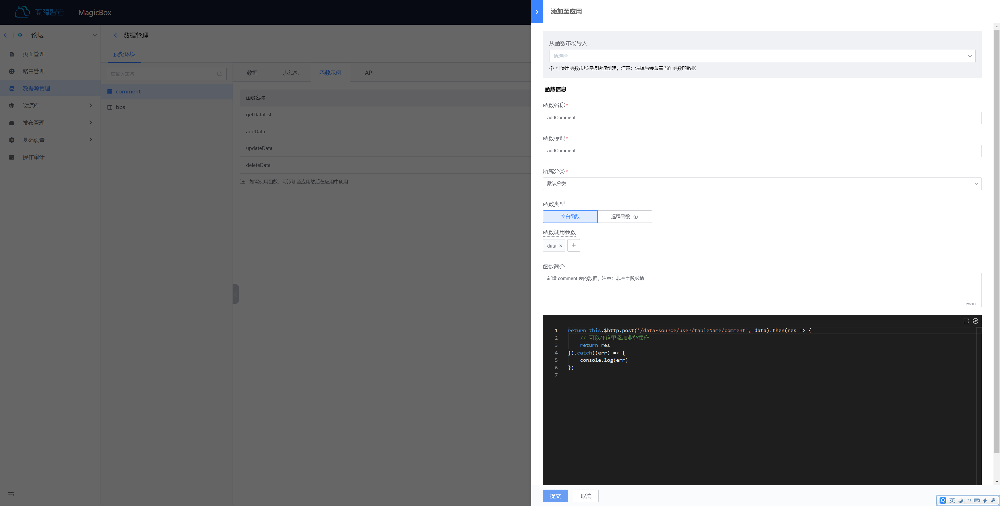 蓝鲸智云 MagicBox
论坛
页面管理
路由管理
数据源管理
资源库
发布管理
基础设置
操作审计
数据管理
预览环境
请输入表名
comment
bbs
数据 表结构 函数示例 API
函数名称
getDataList
addData
updateData
deleteData
注：如需使用函数，可添加至应用然后在应用中使用
添加至应用
从函数市场导入
请选择
可使用函数市场模板快速创建，注意：选择后会覆盖当前函数的数据
函数信息
函数名称 *
addComment
函数标识 *
addComment
所属分类 *
默认分类
函数类型
空白函数 远程函数
函数调用参数
data × +
函数简介
新增 comment 表的数据。注意：非空字段必填
25/100
1 return this.$http.post('/data-source/user/tableName/comment', data).then(res => {
2 // 可以在这里添加业务操作
3 return res
4 }).catch((err) => {
5 console.log(err)
6 })
7
提交 取消
英